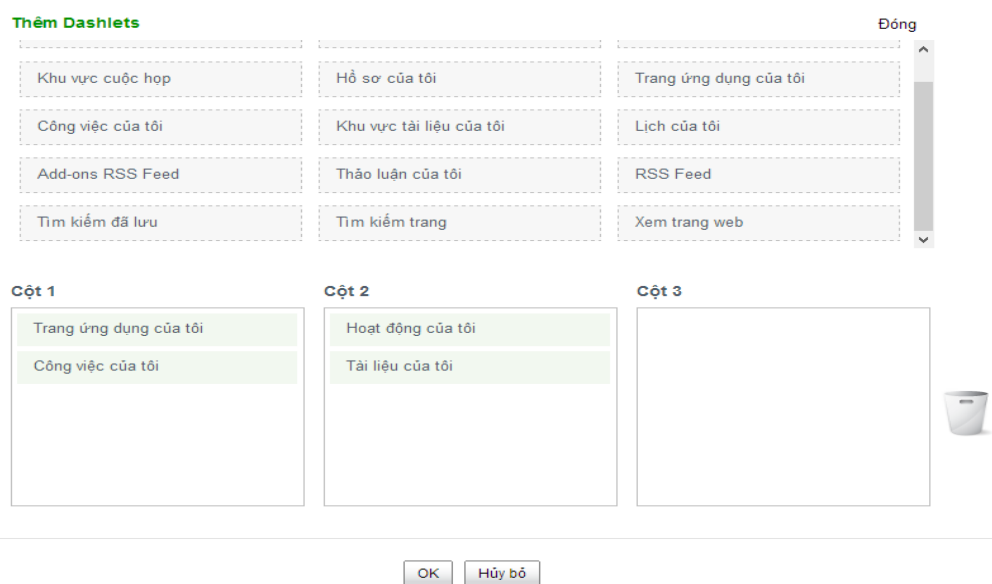 Thêm Dashlets
Đóng
Khu vực cuộc họp
Hồ sơ của tôi
Trang ứng dụng của tôi
Công việc của tôi
Khu vực tài liệu của tôi
Lịch của tôi
Add-ons RSS Feed
Thảo luận của tôi
RSS Feed
Tìm kiếm đã lưu
Tìm kiếm trang
Xem trang web
Cột 1
Cột 2
Cột 3
Trang ứng dụng của tôi
Hoạt động của tôi
Công việc của tôi
Tài liệu của tôi
OK
Hủy bỏ